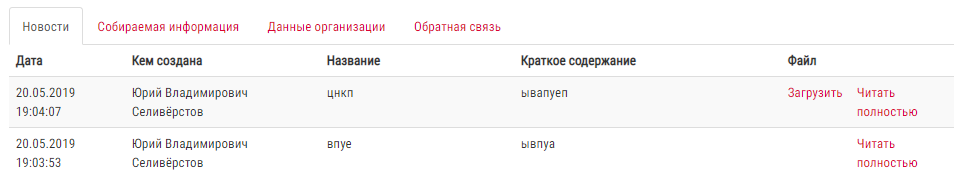 Новости Собираемая информация Данные организации Обратная связь
Дата Кем создана Название Краткое содержание Файл
20.05.2019 Юрий Владимирович цнкп ывапуеп Загрузить Читать
19:04:07 Селивёрстов полностью
20.05.2019 Юрий Владимирович впуе ывпуа Читать
19:03:53 Селивёрстов полностью